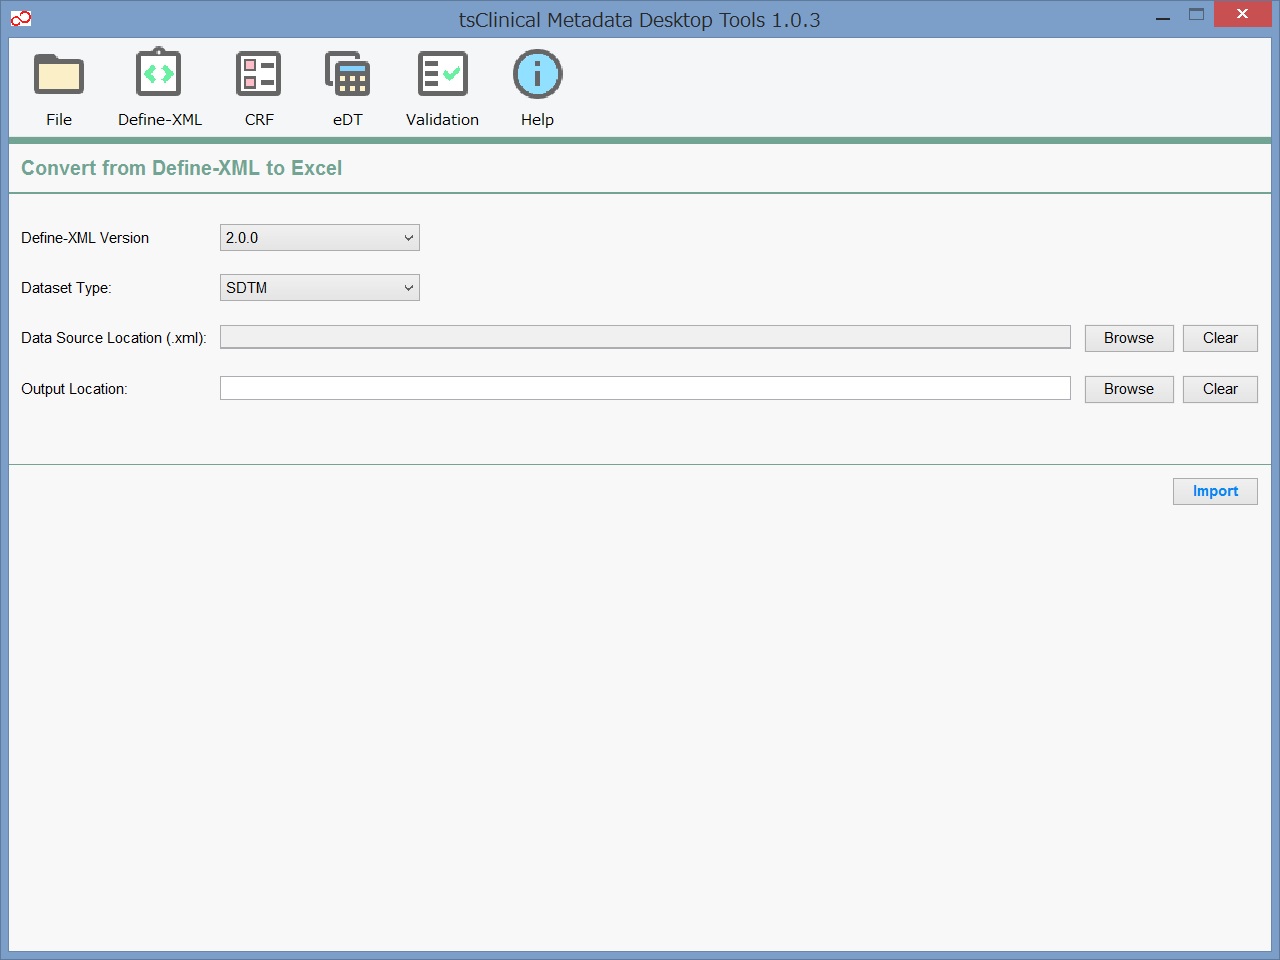 tsClinical Metadata Desktop Tools 1.0.3
File Define-XML CRF eDT Validation Help
Convert from Define-XML to Excel
Define-XML Version 2.0.0
Dataset Type: SDTM
Data Source Location (.xml): Browse Clear
Output Location: Browse Clear
Import